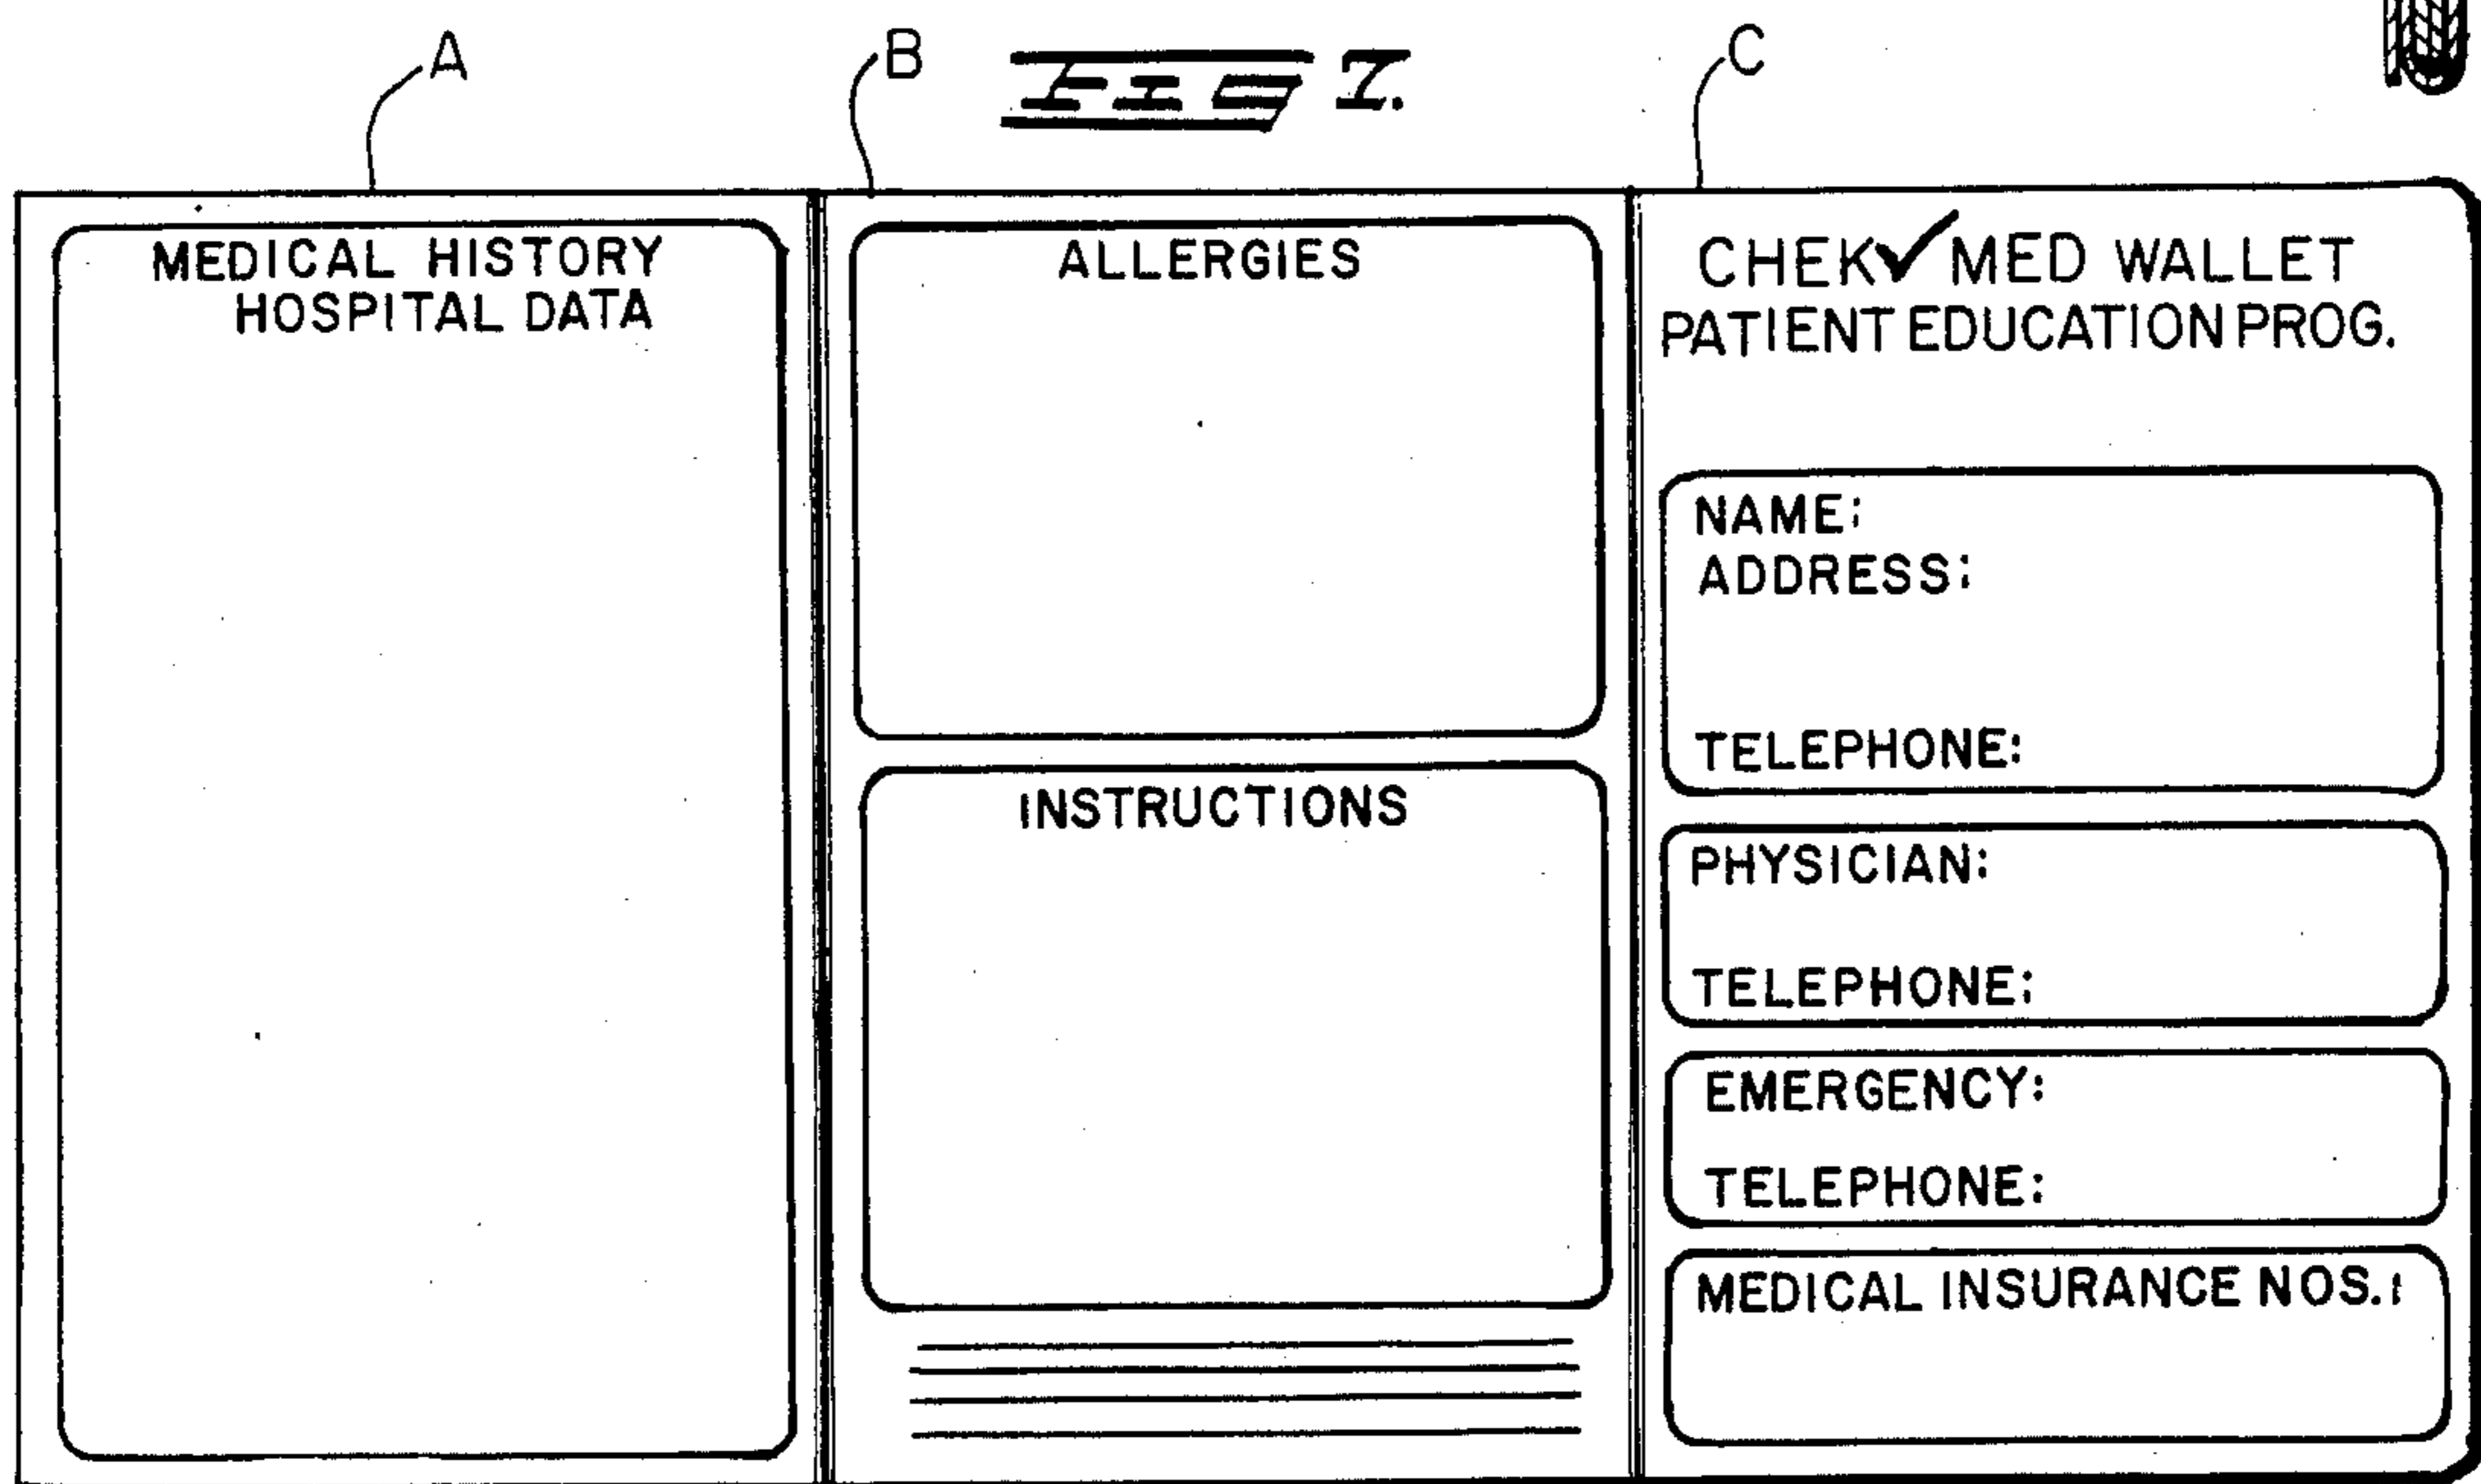 A
B
FIG 7.
C
MEDICAL HISTORY
HOSPITAL DATA
ALLERGIES
INSTRUCTIONS
CHEK✓MED WALLET
PATIENT EDUCATION PROG.
NAME:
ADDRESS:
TELEPHONE:
PHYSICIAN:
TELEPHONE:
EMERGENCY:
TELEPHONE:
MEDICAL INSURANCE NOS.: